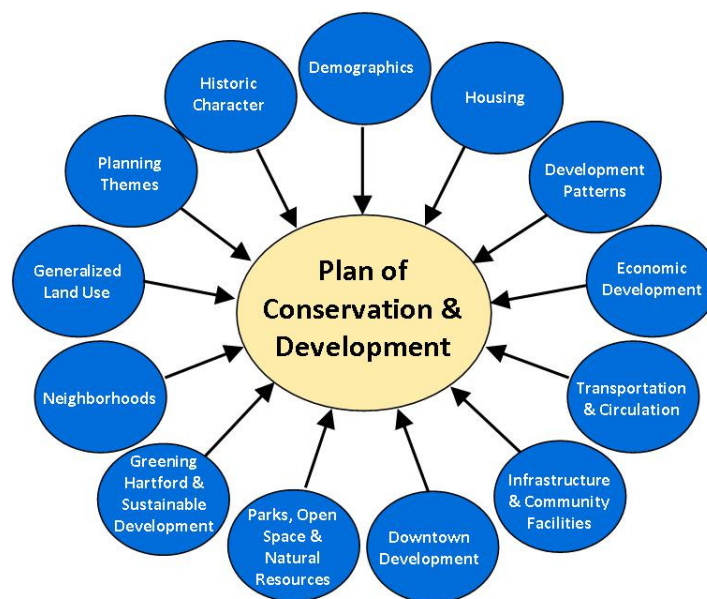 Demographics
Housing
Development
Patterns
Economic
Development
Transportation
& Circulation
Infrastructure
& Community
Facilities
Downtown
Development
Parks, Open
Space &
Natural
Resources
Greening
Hartford &
Sustainable
Development
Neighborhoods
Generalized
Land Use
Planning
Themes
Historic
Character
Plan of
Conservation &
Development